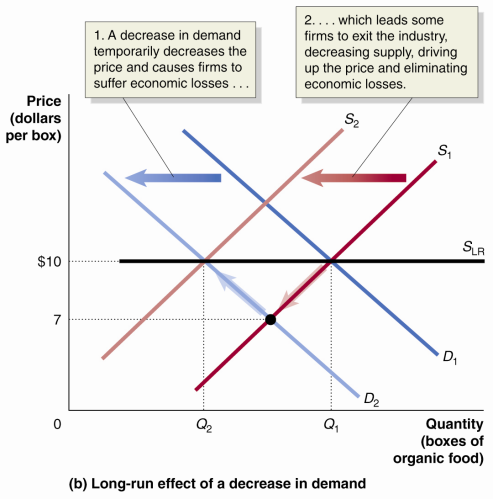 1. A decrease in demand
temporarily decreases the
price and causes firms to
suffer economic losses . . .
2. . . . which leads some
firms to exit the industry,
decreasing supply, driving
up the price and eliminating
economic losses.
Price
(dollars
per box)
S2
S1
SLR
$10
7
D1
D2
0
Q2
Q1
Quantity
(boxes of
organic food)
(b) Long-run effect of a decrease in demand